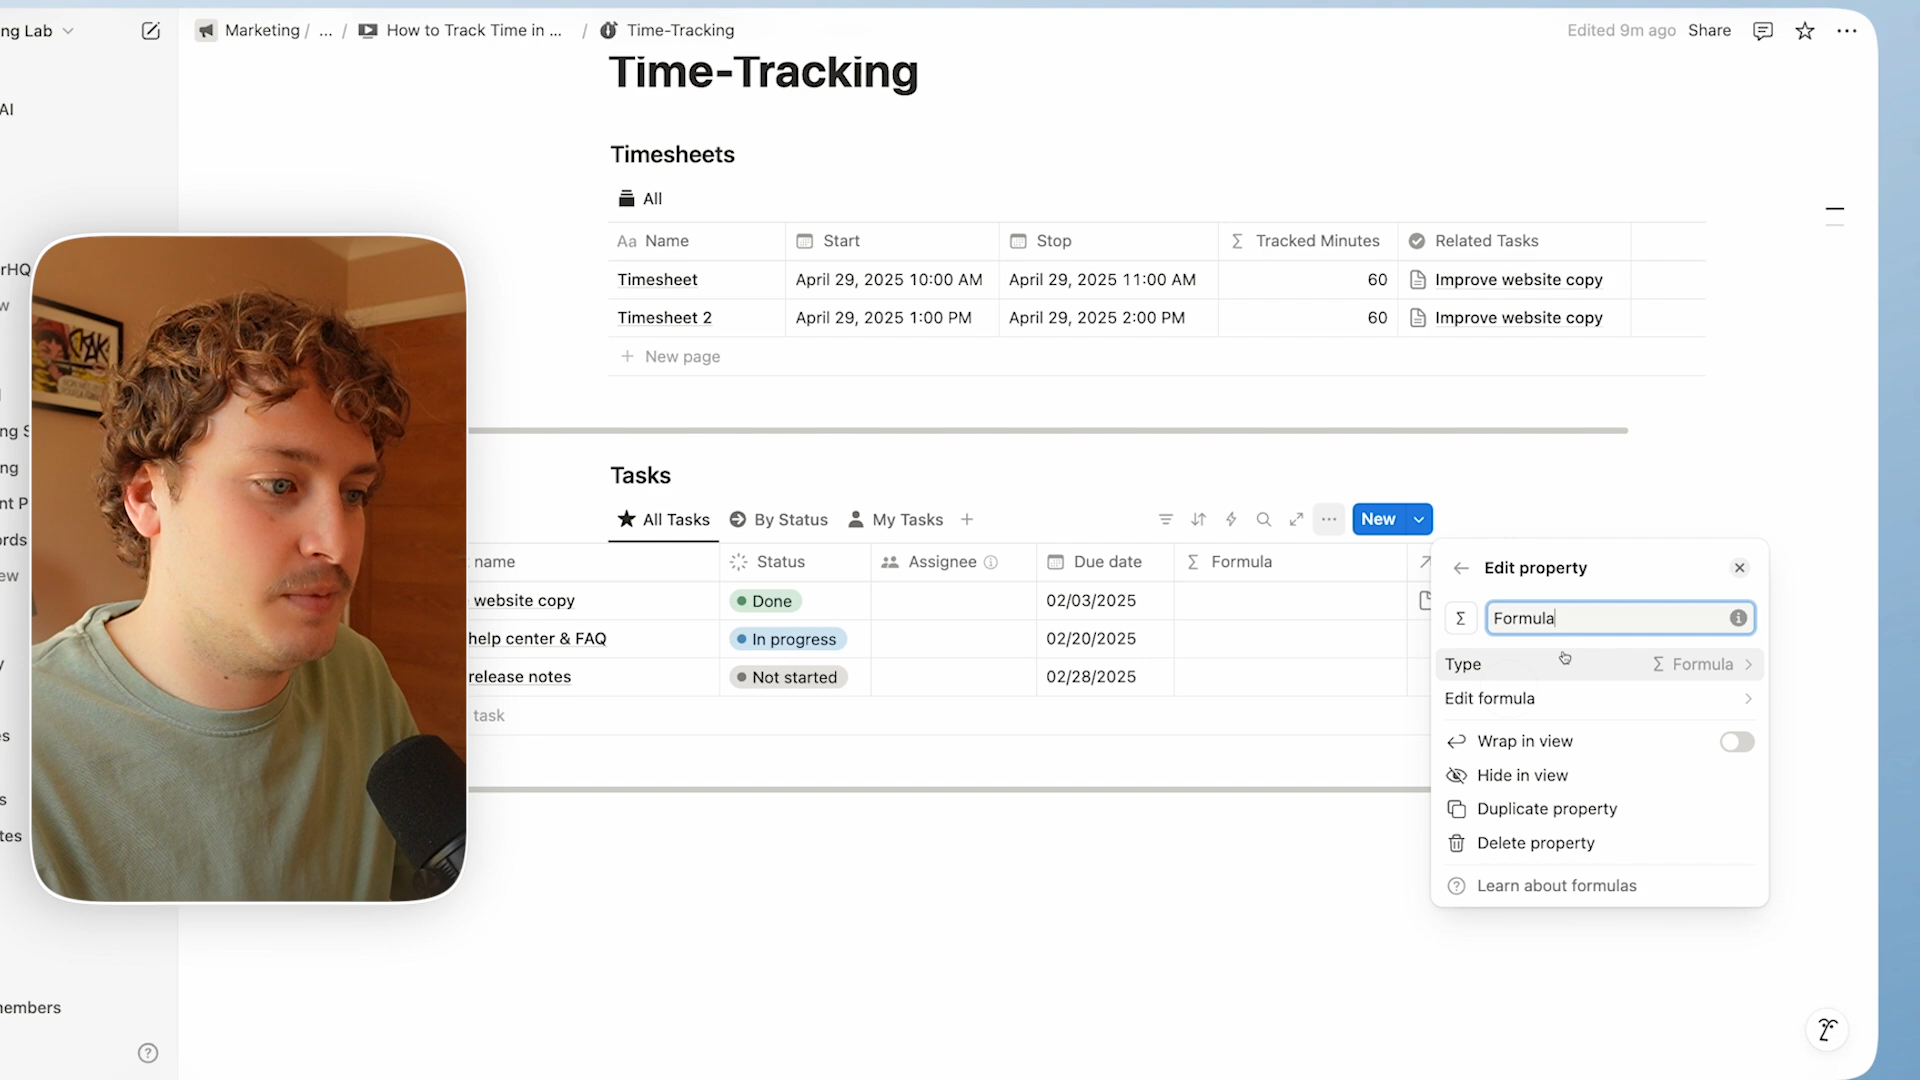 ng Lab
Marketing / ... / How to Track Time in ... / Time-Tracking
Edited 9m ago Share
Time-Tracking
AI
Timesheets
All
Aa Name Start Stop Σ Tracked Minutes Related Tasks
Timesheet April 29, 2025 10:00 AM April 29, 2025 11:00 AM 60 Improve website copy
Timesheet 2 April 29, 2025 1:00 PM April 29, 2025 2:00 PM 60 Improve website copy
+ New page
rHQ
w
ng S
ng
nt P
ords
ew
y
es
s
tes
Tasks
All Tasks By Status My Tasks +
New
name Status Assignee Due date Σ Formula
website copy Done 02/03/2025
help center & FAQ In progress 02/20/2025
release notes Not started 02/28/2025
task
Edit property
Σ Formula
Type Σ Formula
Edit formula
Wrap in view
Hide in view
Duplicate property
Delete property
Learn about formulas
members